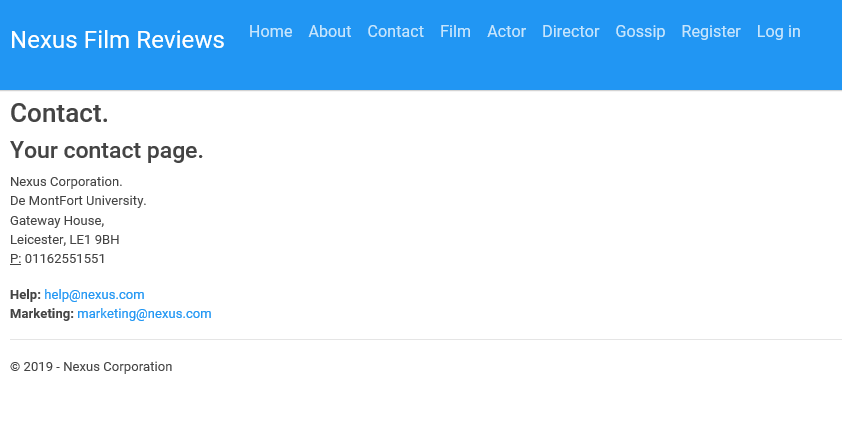 Nexus Film Reviews Home About Contact Film Actor Director Gossip Register Log in
Contact.
Your contact page.
Nexus Corporation.
De MontFort University.
Gateway House,
Leicester, LE1 9BH
P: 01162551551
Help: help@nexus.com
Marketing: marketing@nexus.com
© 2019 - Nexus Corporation